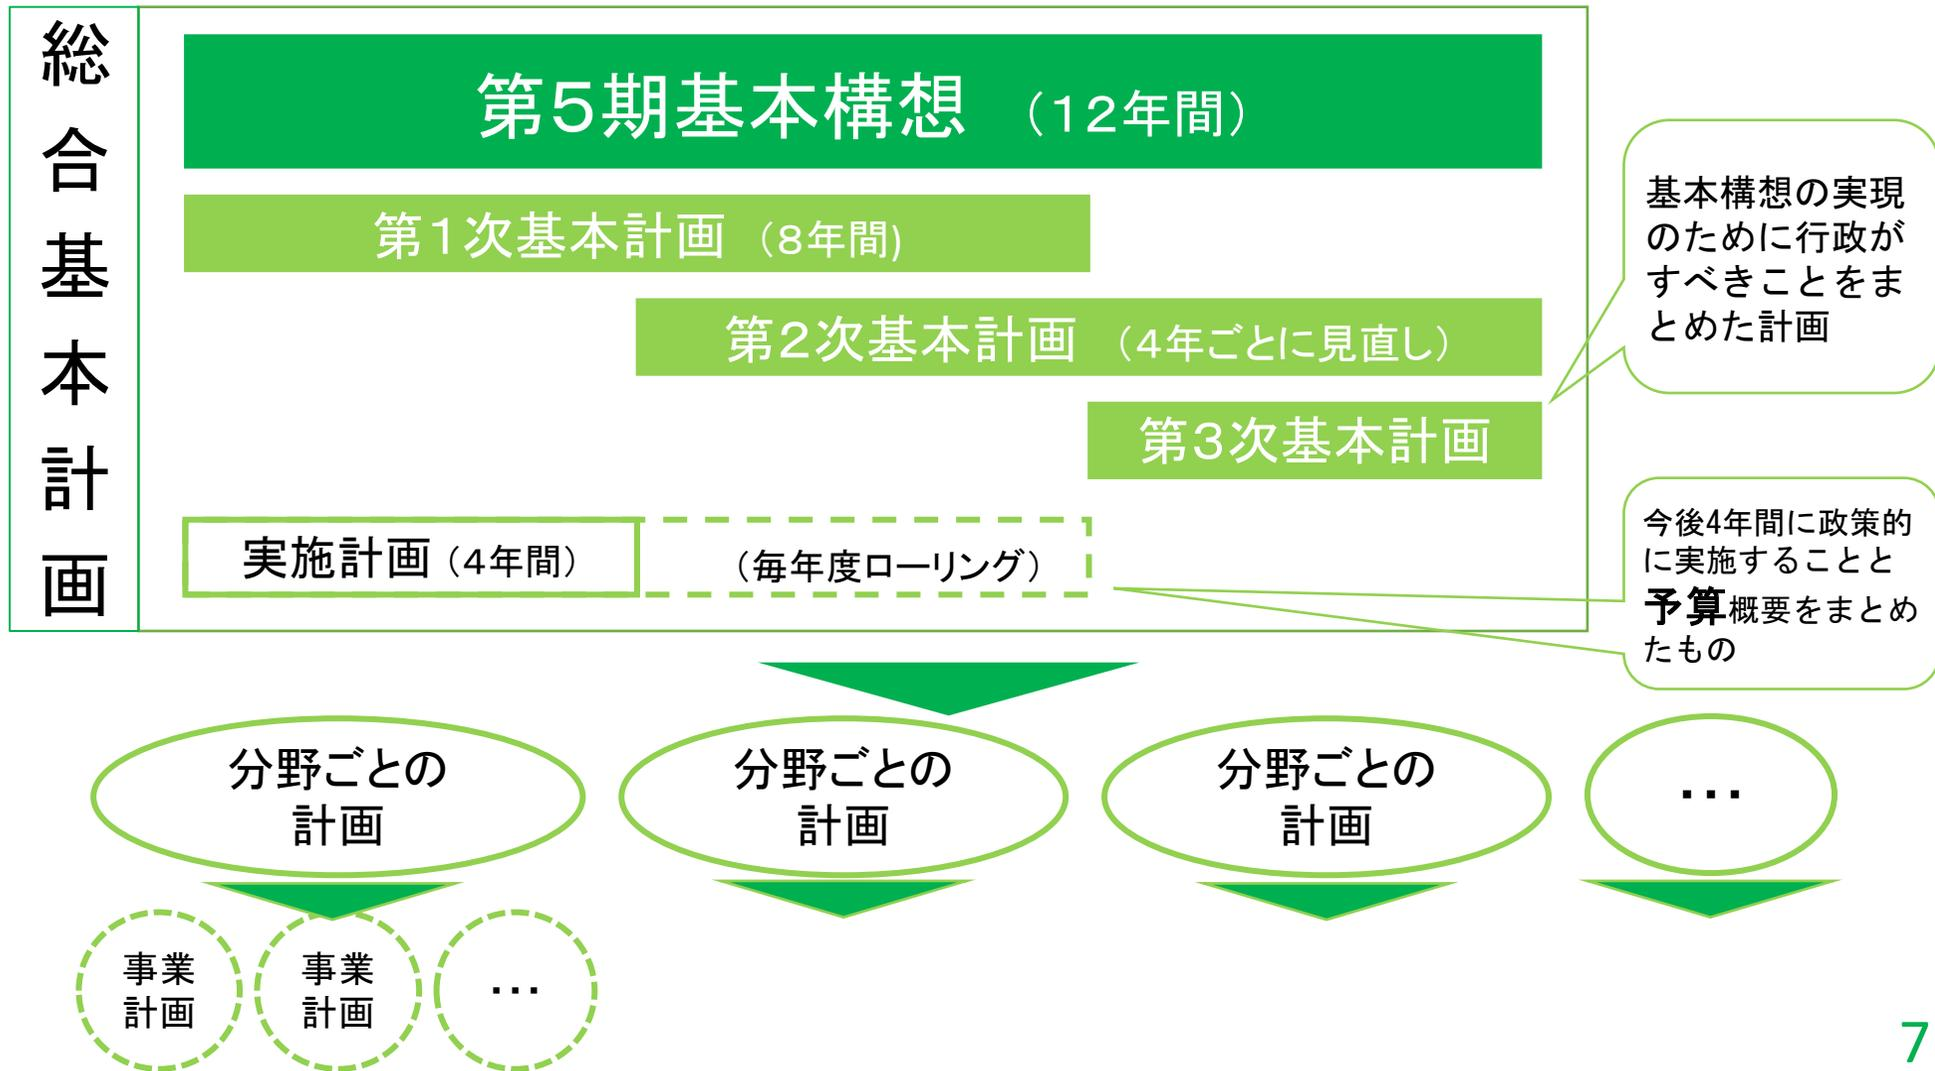 総合基本計画
第5期基本構想 （12年間）
第1次基本計画 （8年間)
第2次基本計画 （4年ごとに見直し）
第3次基本計画
基本構想の実現
のために行政が
すべきことをま
とめた計画
実施計画（4年間）
（毎年度ローリング）
今後4年間に政策的
に実施することと
予算概要をまとめ
たもの
分野ごとの
計画
分野ごとの
計画
分野ごとの
計画
…
事業
計画
事業
計画
…
7